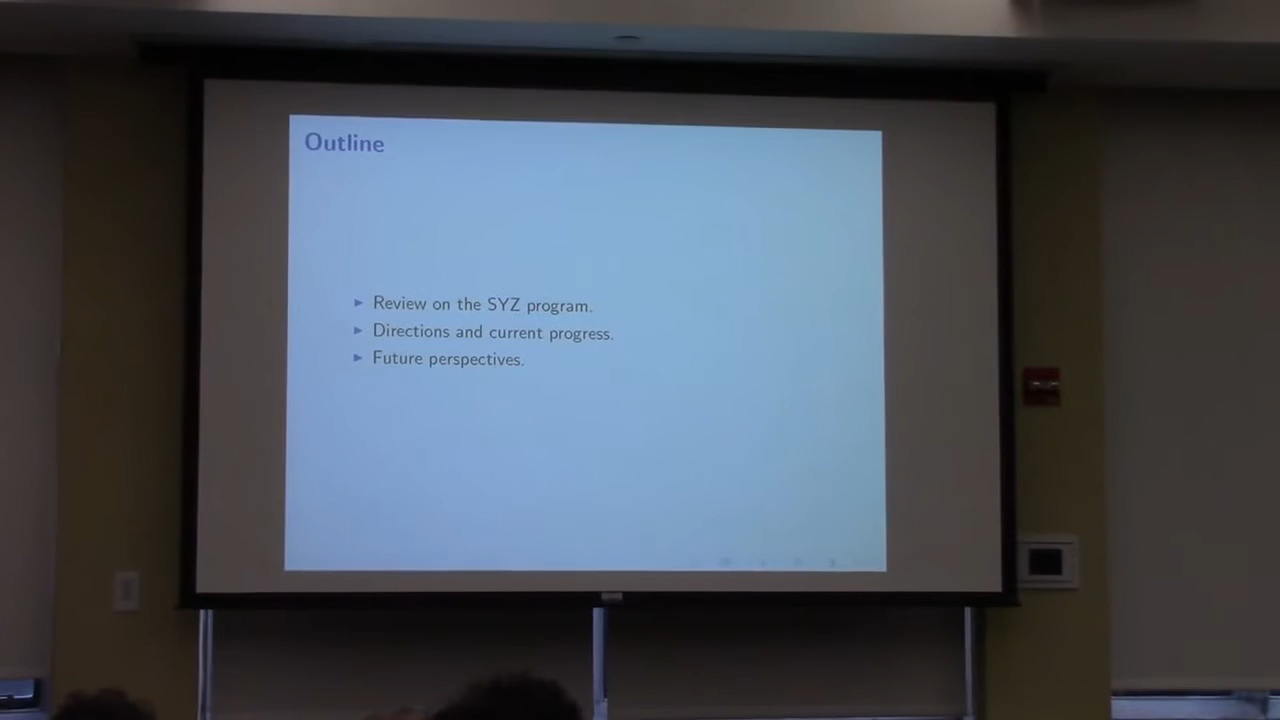 Outline
▶ Review on the SYZ program.
▶ Directions and current progress.
▶ Future perspectives.